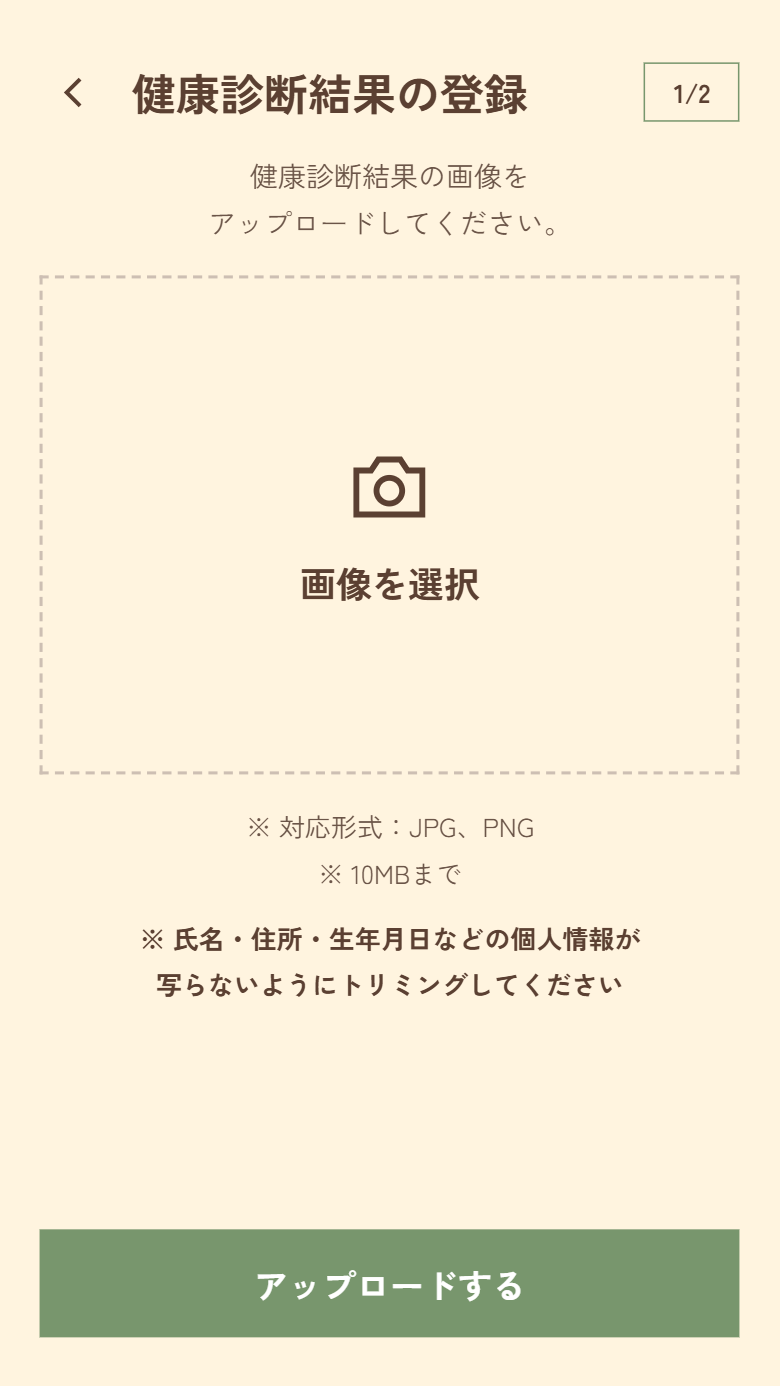 健康診断結果の登録
1/2
健康診断結果の画像を
アップロードしてください。
画像を選択
※ 対応形式：JPG、PNG
※ 10MBまで
※ 氏名・住所・生年月日などの個人情報が
写らないようにトリミングしてください
アップロードする